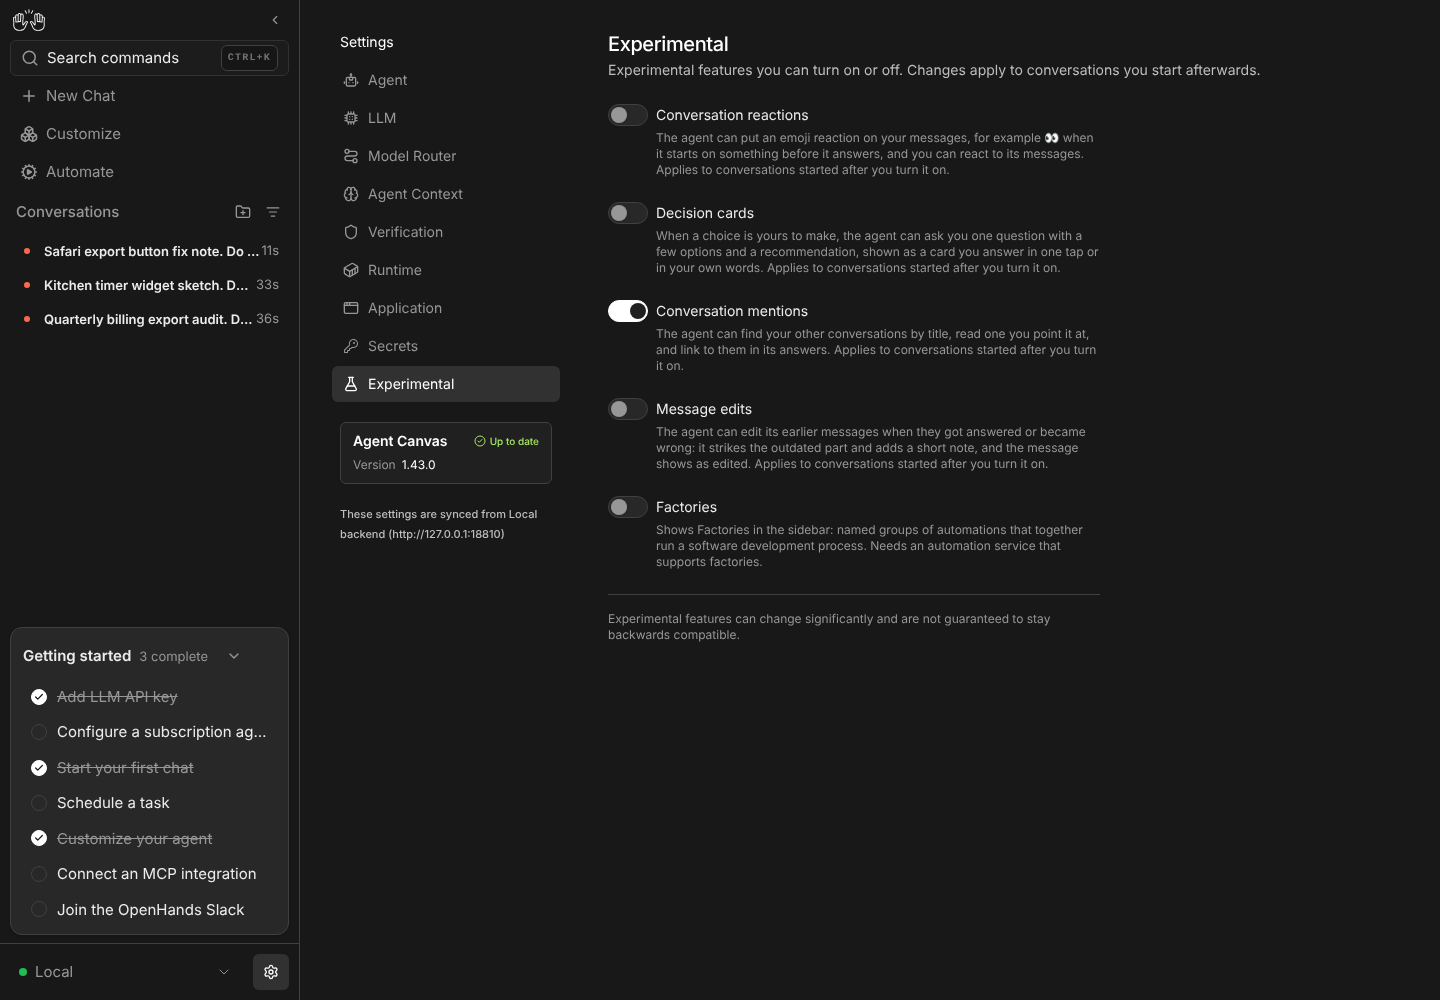 Search commands
CTRL+K
New Chat
Customize
Automate
Conversations
Safari export button fix note. Do ... 11s
Kitchen timer widget sketch. D... 33s
Quarterly billing export audit. D... 36s
Getting started 3 complete
Add LLM API key
Configure a subscription ag...
Start your first chat
Schedule a task
Customize your agent
Connect an MCP integration
Join the OpenHands Slack
Local
Settings
Agent
LLM
Model Router
Agent Context
Verification
Runtime
Application
Secrets
Experimental
Agent Canvas
Up to date
Version 1.43.0
These settings are synced from Local
backend (http://127.0.0.1:18810)
Experimental
Experimental features you can turn on or off. Changes apply to conversations you start afterwards.
Conversation reactions
The agent can put an emoji reaction on your messages, for example 👀 when
it starts on something before it answers, and you can react to its messages.
Applies to conversations started after you turn it on.
Decision cards
When a choice is yours to make, the agent can ask you one question with a
few options and a recommendation, shown as a card you answer in one tap or
in your own words. Applies to conversations started after you turn it on.
Conversation mentions
The agent can find your other conversations by title, read one you point it at,
and link to them in its answers. Applies to conversations started after you turn
it on.
Message edits
The agent can edit its earlier messages when they got answered or became
wrong: it strikes the outdated part and adds a short note, and the message
shows as edited. Applies to conversations started after you turn it on.
Factories
Shows Factories in the sidebar: named groups of automations that together
run a software development process. Needs an automation service that
supports factories.
Experimental features can change significantly and are not guaranteed to stay
backwards compatible.